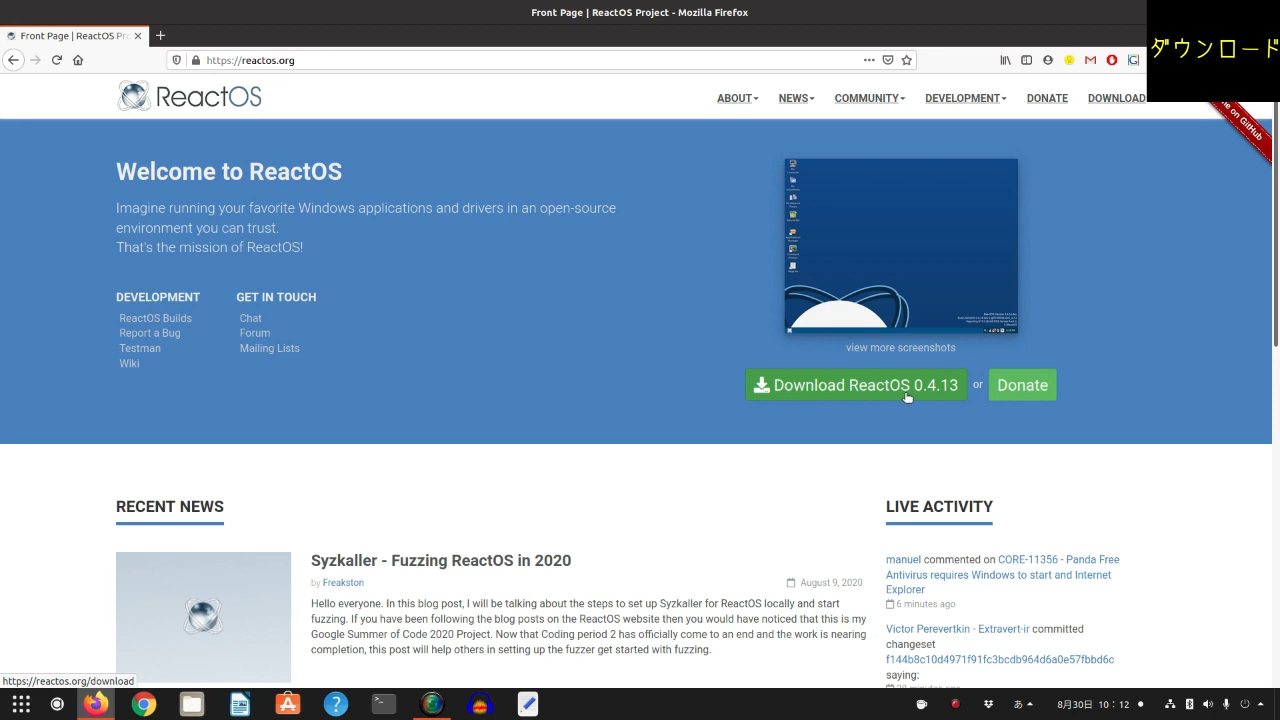 Front Page | ReactOS Project - Mozilla Firefox
Front Page | ReactOS Pr
https://reactos.org
ダウンロード
ReactOS
ABOUT NEWS COMMUNITY DEVELOPMENT DONATE DOWNLOAD
me on GitHub
Welcome to ReactOS
Imagine running your favorite Windows applications and drivers in an open-source
environment you can trust.
That's the mission of ReactOS!
DEVELOPMENT
ReactOS Builds
Report a Bug
Testman
Wiki
GET IN TOUCH
Chat
Forum
Mailing Lists
view more screenshots
Download ReactOS 0.4.13 or Donate
RECENT NEWS
Syzkaller - Fuzzing ReactOS in 2020
by Freakston
August 9, 2020
Hello everyone. In this blog post, I will be talking about the steps to set up Syzkaller for ReactOS locally and start
fuzzing. If you have been following the blog posts on the ReactOS website then you would have noticed that this is my
Google Summer of Code 2020 Project. Now that Coding period 2 has officially come to an end and the work is nearing
completion, this post will help others in setting up the fuzzer get started with fuzzing.
LIVE ACTIVITY
manuel commented on CORE-11356 - Panda Free
Antivirus requires Windows to start and Internet
Explorer
6 minutes ago
Victor Perevertkin - Extravert-ir committed
changeset
f144b8c10d4971f91fc3bcdb964d6a0e57fbbd6c
saying:
https://reactos.org/download
あ
8月30日 10:12